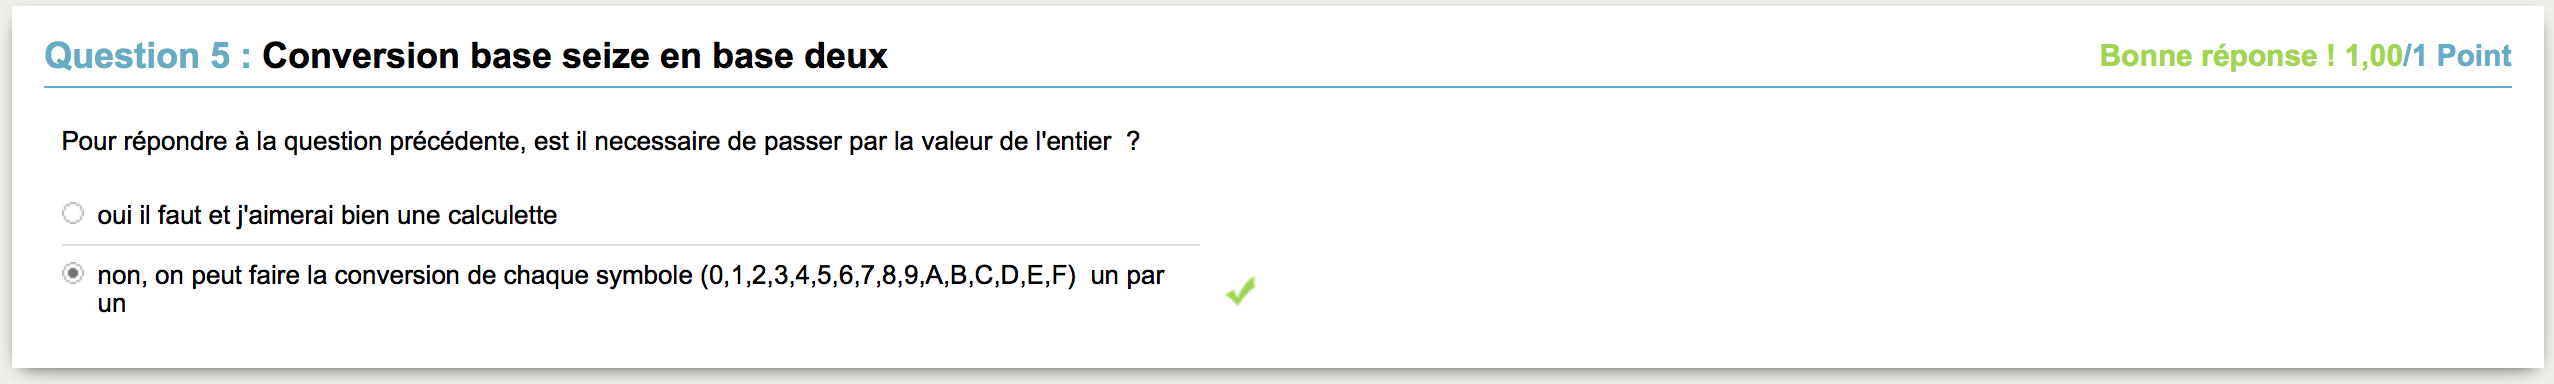 Question 5 : Conversion base seize en base deux
Bonne réponse ! 1,00/1 Point
Pour répondre à la question précédente, est il necessaire de passer par la valeur de l'entier  ?
oui il faut et j'aimerai bien une calculette
non, on peut faire la conversion de chaque symbole (0,1,2,3,4,5,6,7,8,9,A,B,C,D,E,F)  un par
un